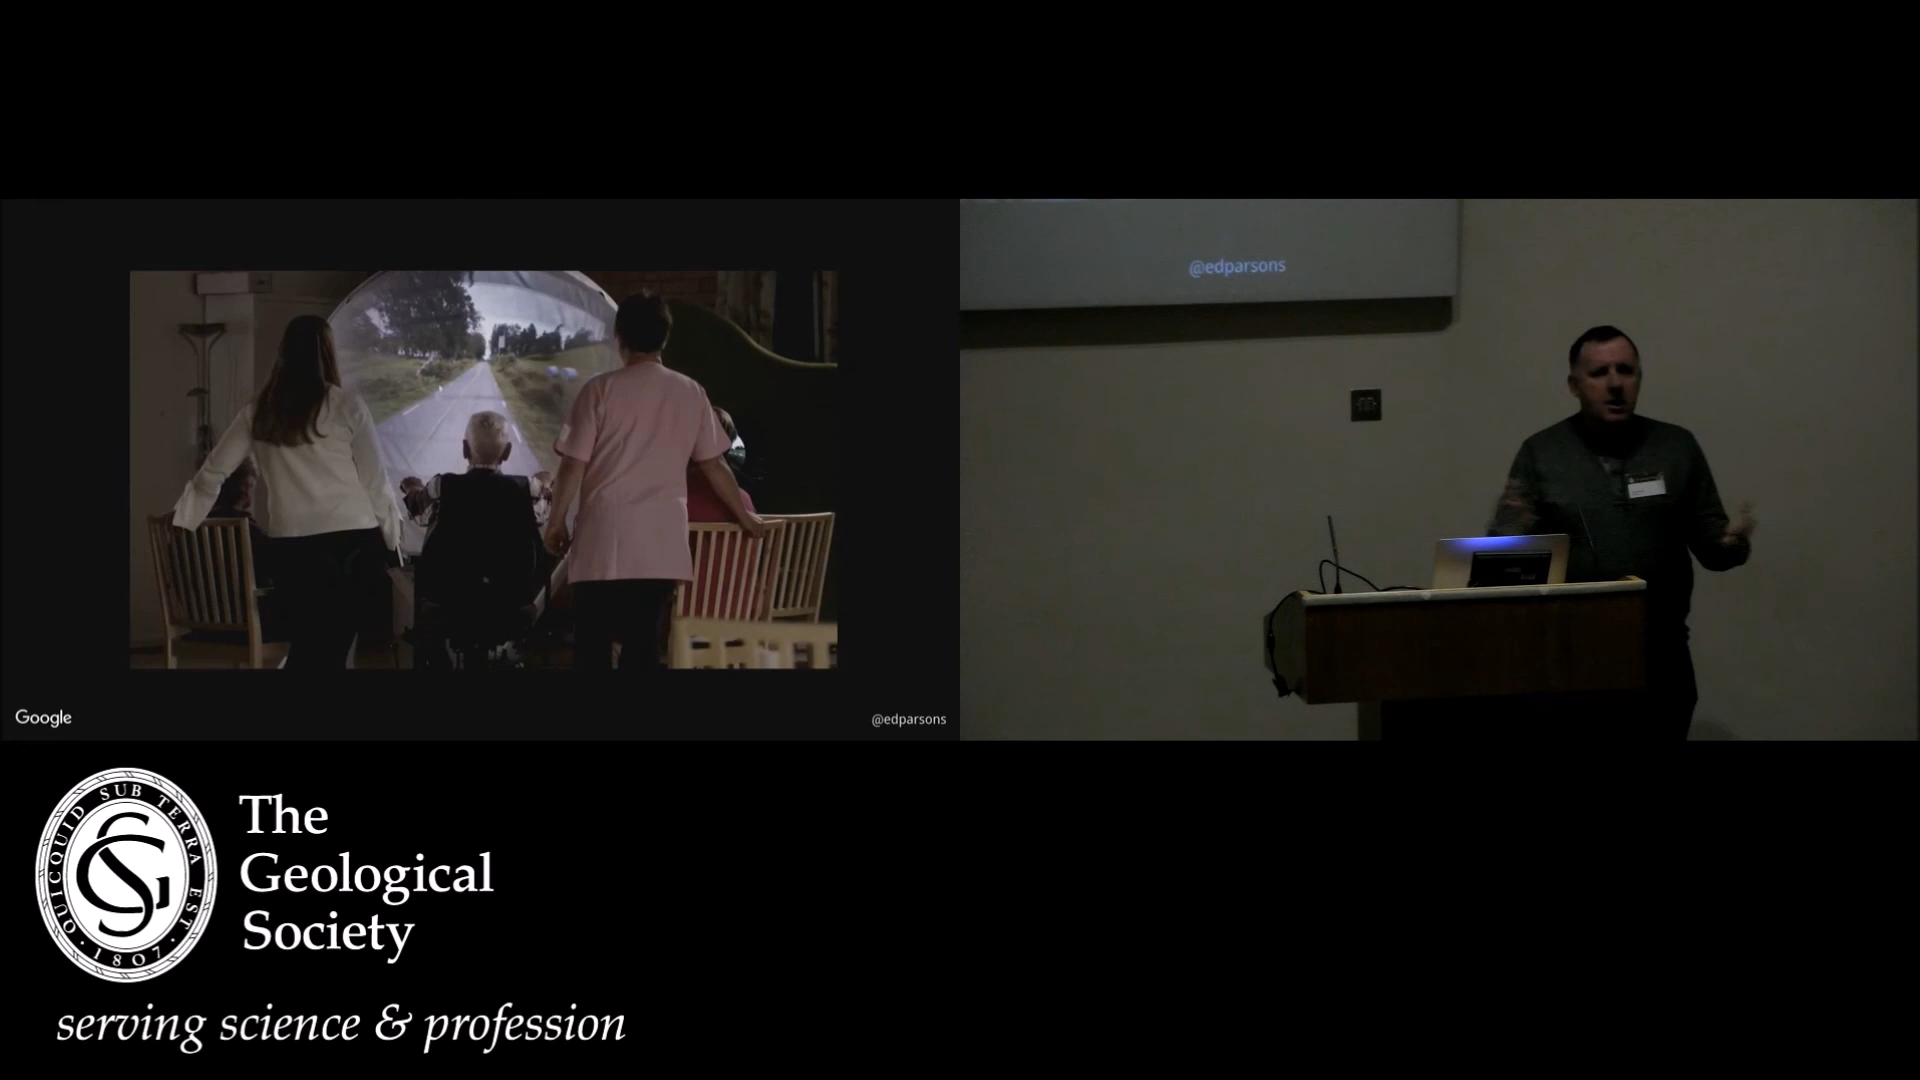 @edparsons
Google
@edparsons
QUICQUID SUB TERRA EST
· 1807 ·
The
Geological
Society
serving science & profession